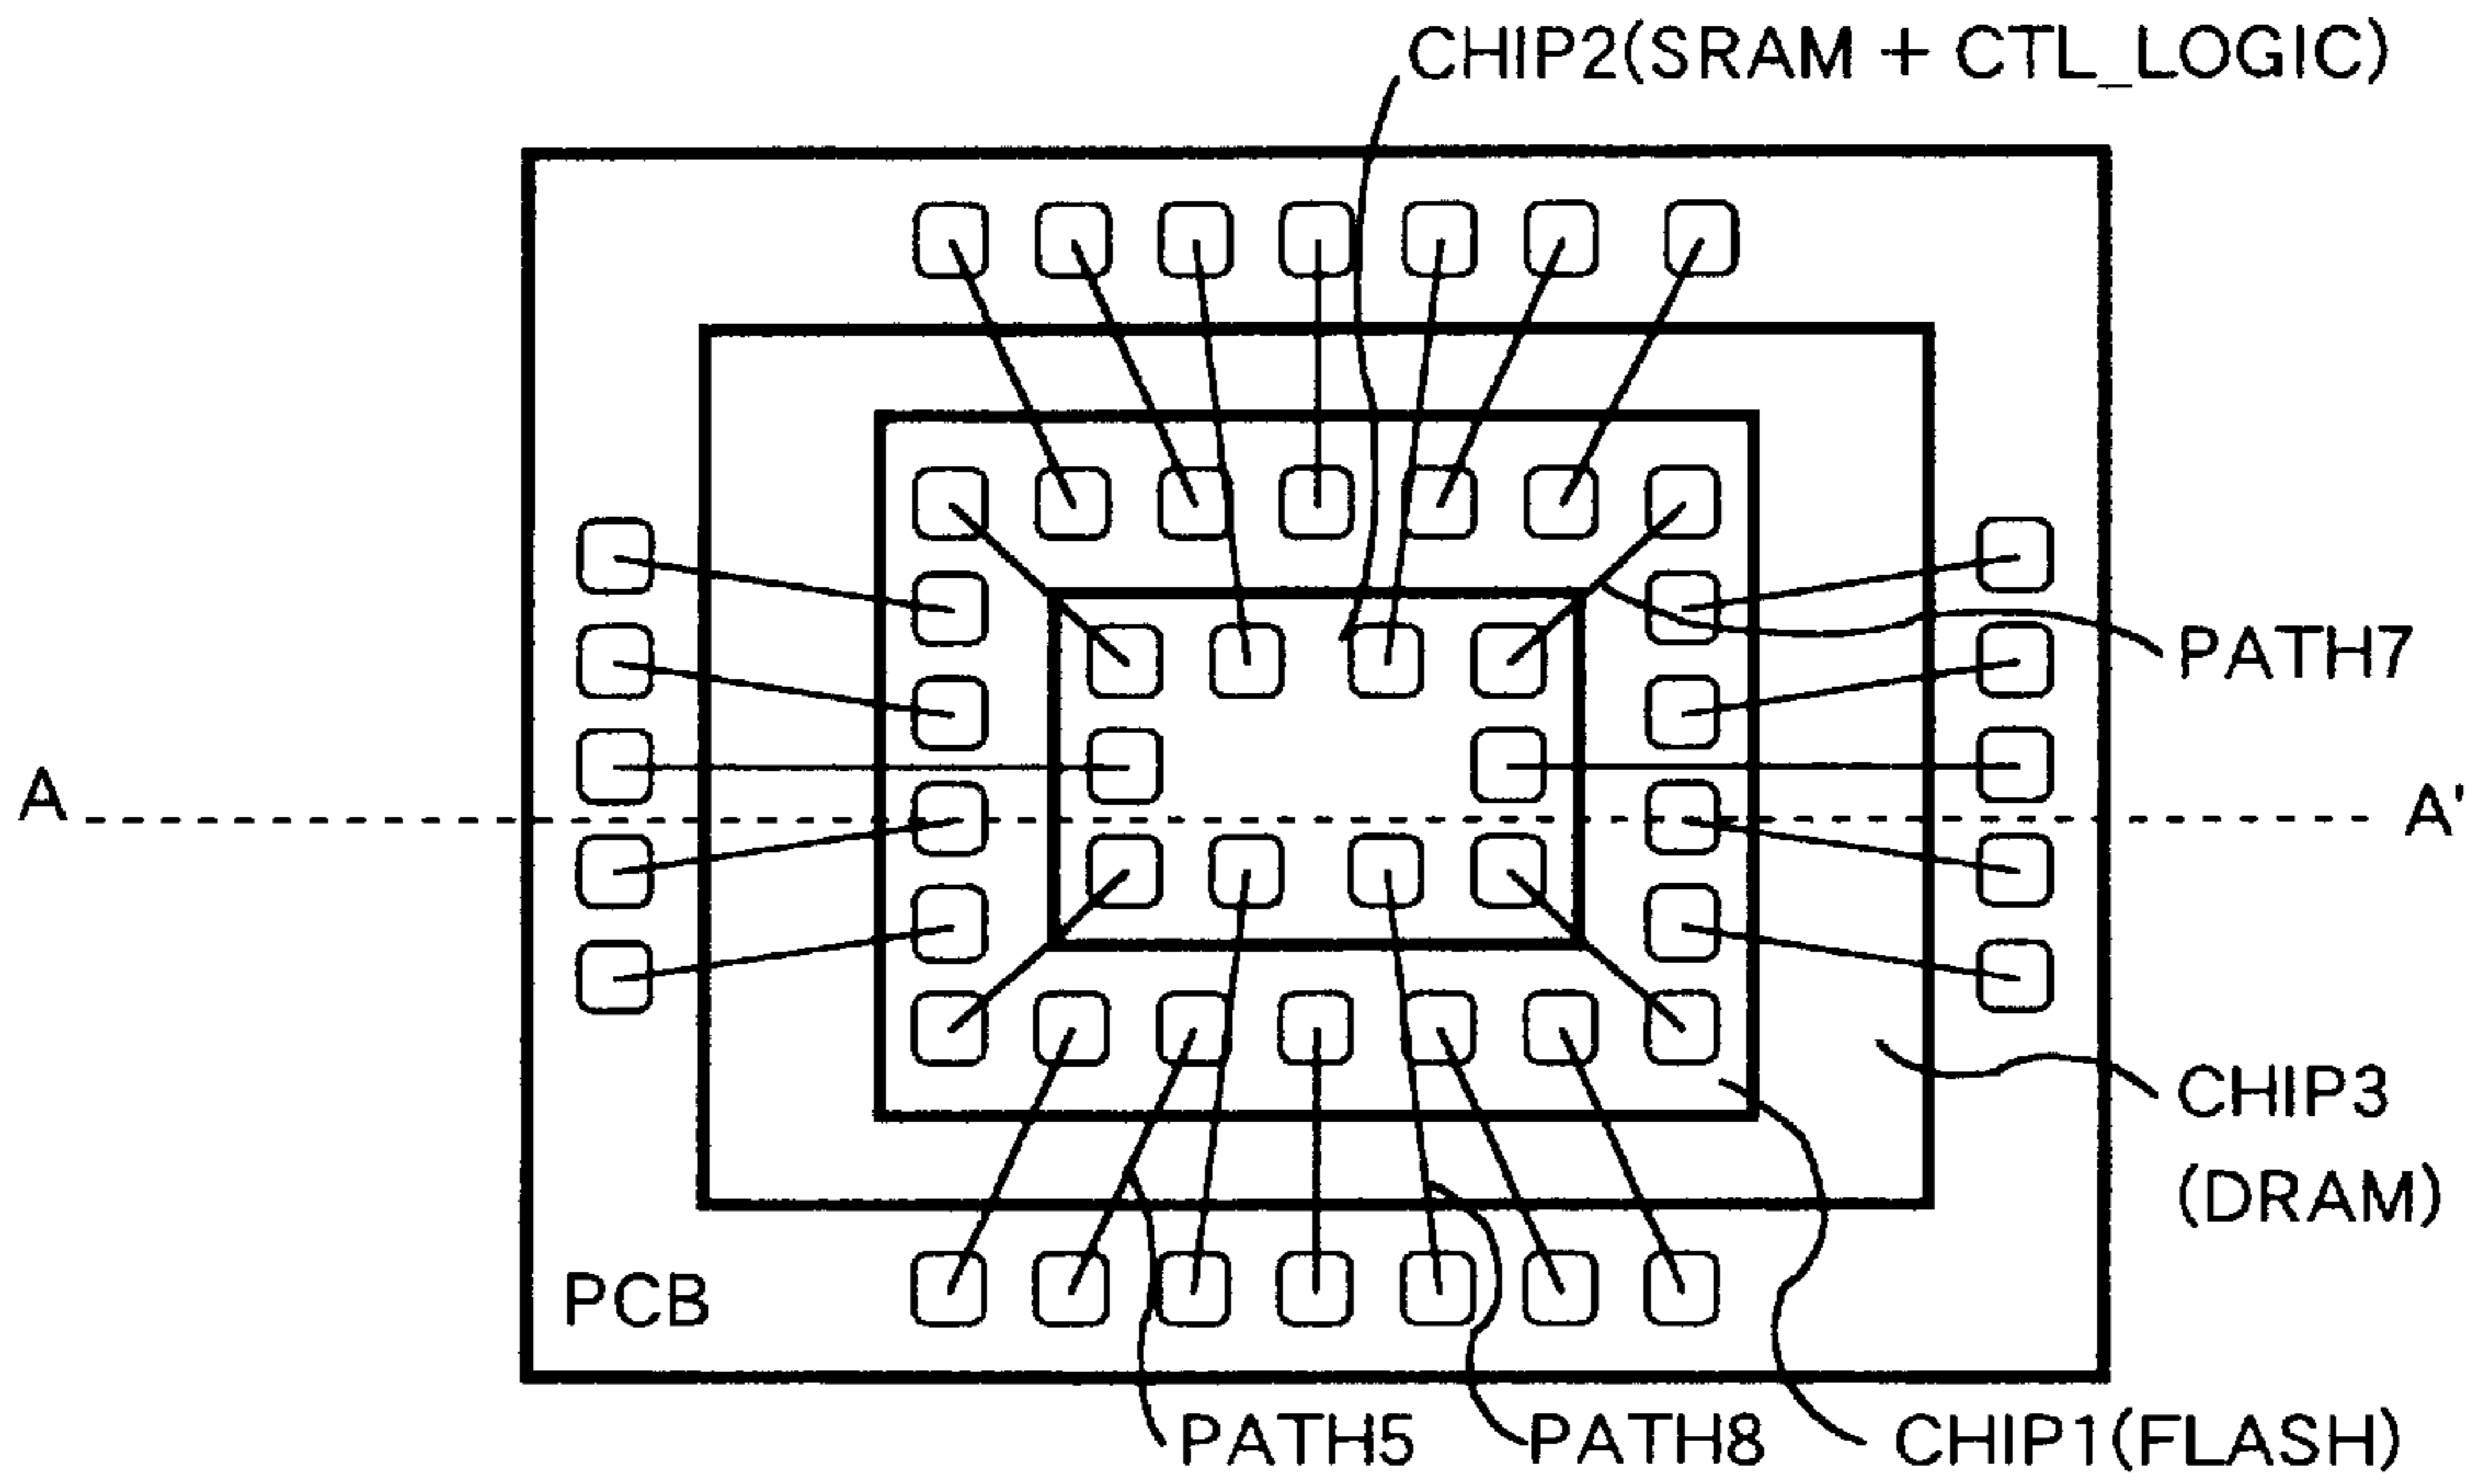 CHIP2(SRAM + CTL_LOGIC)
PATH7
A
A'
CHIP3
(DRAM)
PCB
PATH5
PATH8
CHIP1(FLASH)